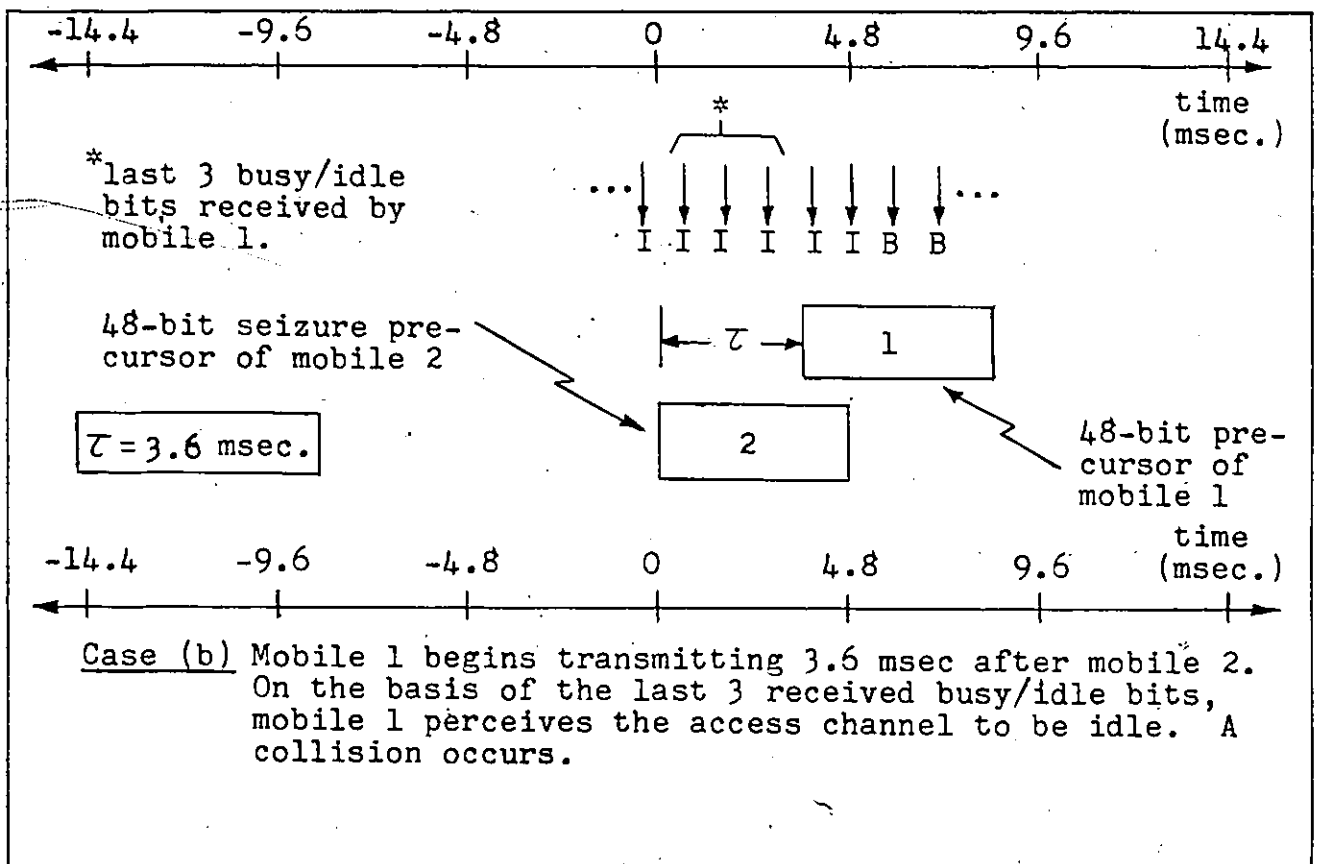 -14.4 -9.6 -4.8 0 4.8 9.6 14.4
time
(msec.)
*
*last 3 busy/idle
bits received by
mobile 1.
... ...
I I I I I I B B
48-bit seizure pre-
cursor of mobile 2
τ
1
τ = 3.6 msec.
2
48-bit pre-
cursor of
mobile 1
time
(msec.)
-14.4 -9.6 -4.8 0 4.8 9.6
Case (b) Mobile 1 begins transmitting 3.6 msec after mobile 2.
On the basis of the last 3 received busy/idle bits,
mobile 1 perceives the access channel to be idle. A
collision occurs.